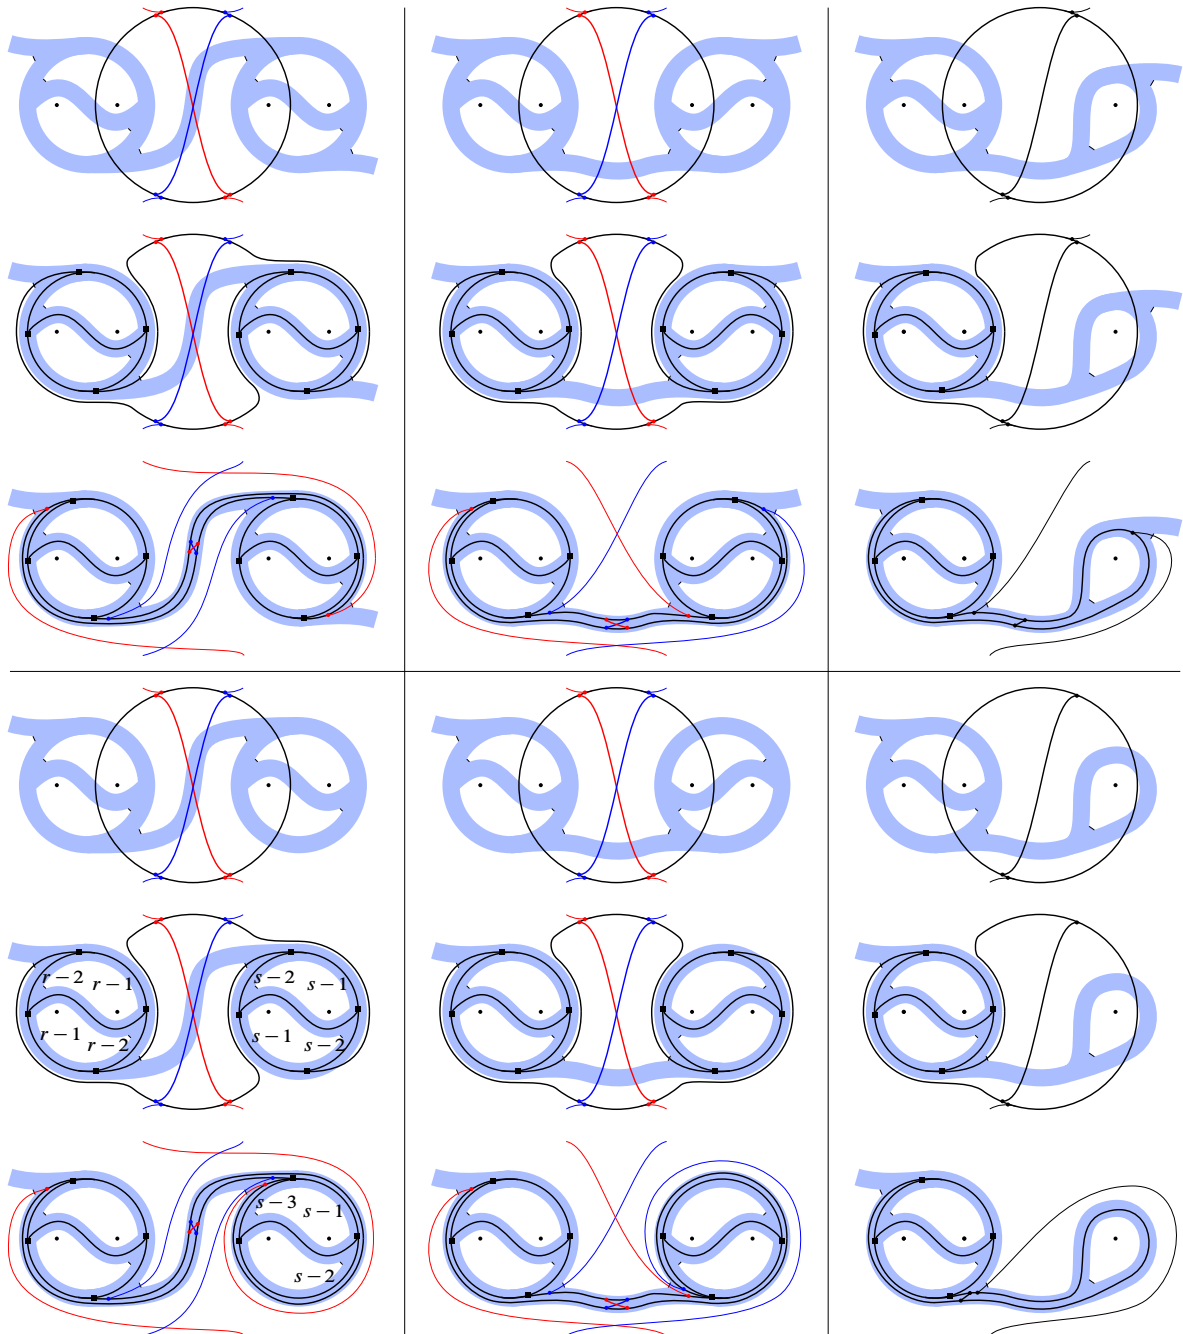 r − 2 r − 1 s − 2 s − 1
r − 1 r − 2 s − 1 s − 2
s − 3 s − 1
s − 2